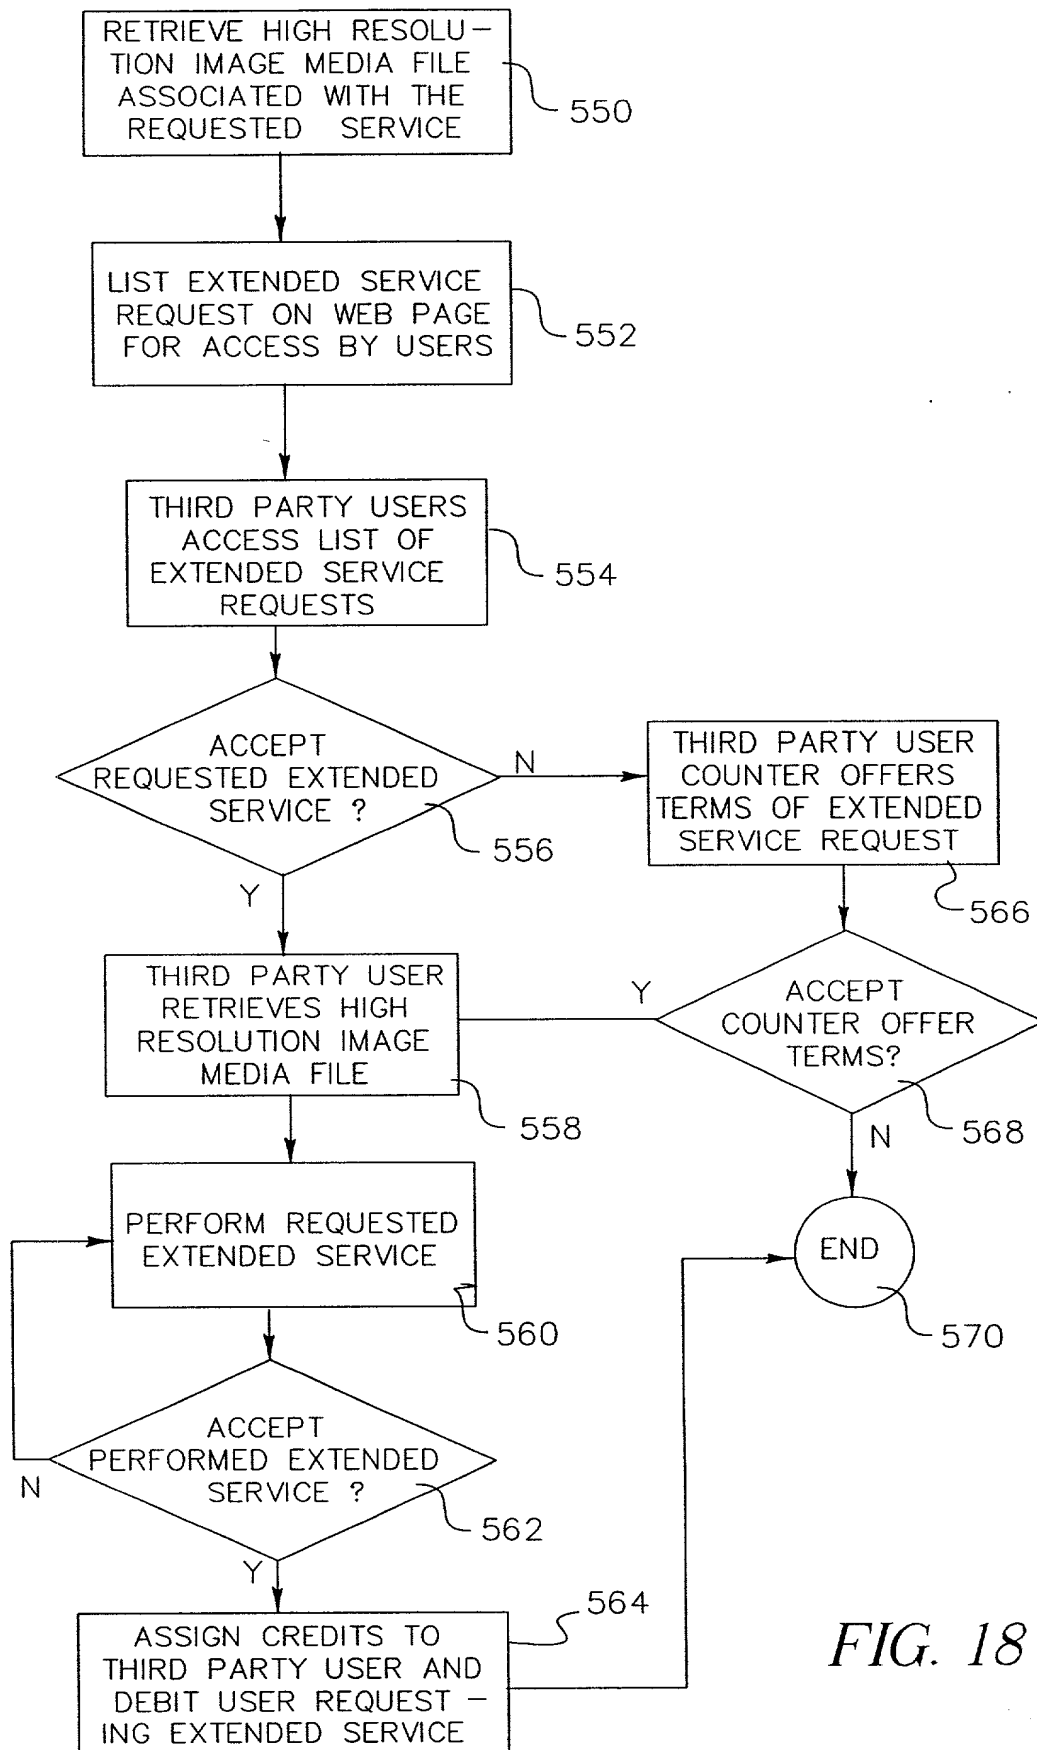 RETRIEVE HIGH RESOLU-
TION IMAGE MEDIA FILE
ASSOCIATED WITH THE
REQUESTED SERVICE
550
LIST EXTENDED SERVICE
REQUEST ON WEB PAGE
FOR ACCESS BY USERS
552
THIRD PARTY USERS
ACCESS LIST OF
EXTENDED SERVICE
REQUESTS
554
ACCEPT
REQUESTED EXTENDED
SERVICE ?
556
N
Y
THIRD PARTY USER
COUNTER OFFERS
TERMS OF EXTENDED
SERVICE REQUEST
566
ACCEPT
COUNTER OFFER
TERMS?
568
Y
N
THIRD PARTY USER
RETRIEVES HIGH
RESOLUTION IMAGE
MEDIA FILE
558
PERFORM REQUESTED
EXTENDED SERVICE
560
END
570
ACCEPT
PERFORMED EXTENDED
SERVICE ?
562
N
Y
ASSIGN CREDITS TO
THIRD PARTY USER AND
DEBIT USER REQUEST -
ING EXTENDED SERVICE
564
FIG. 18